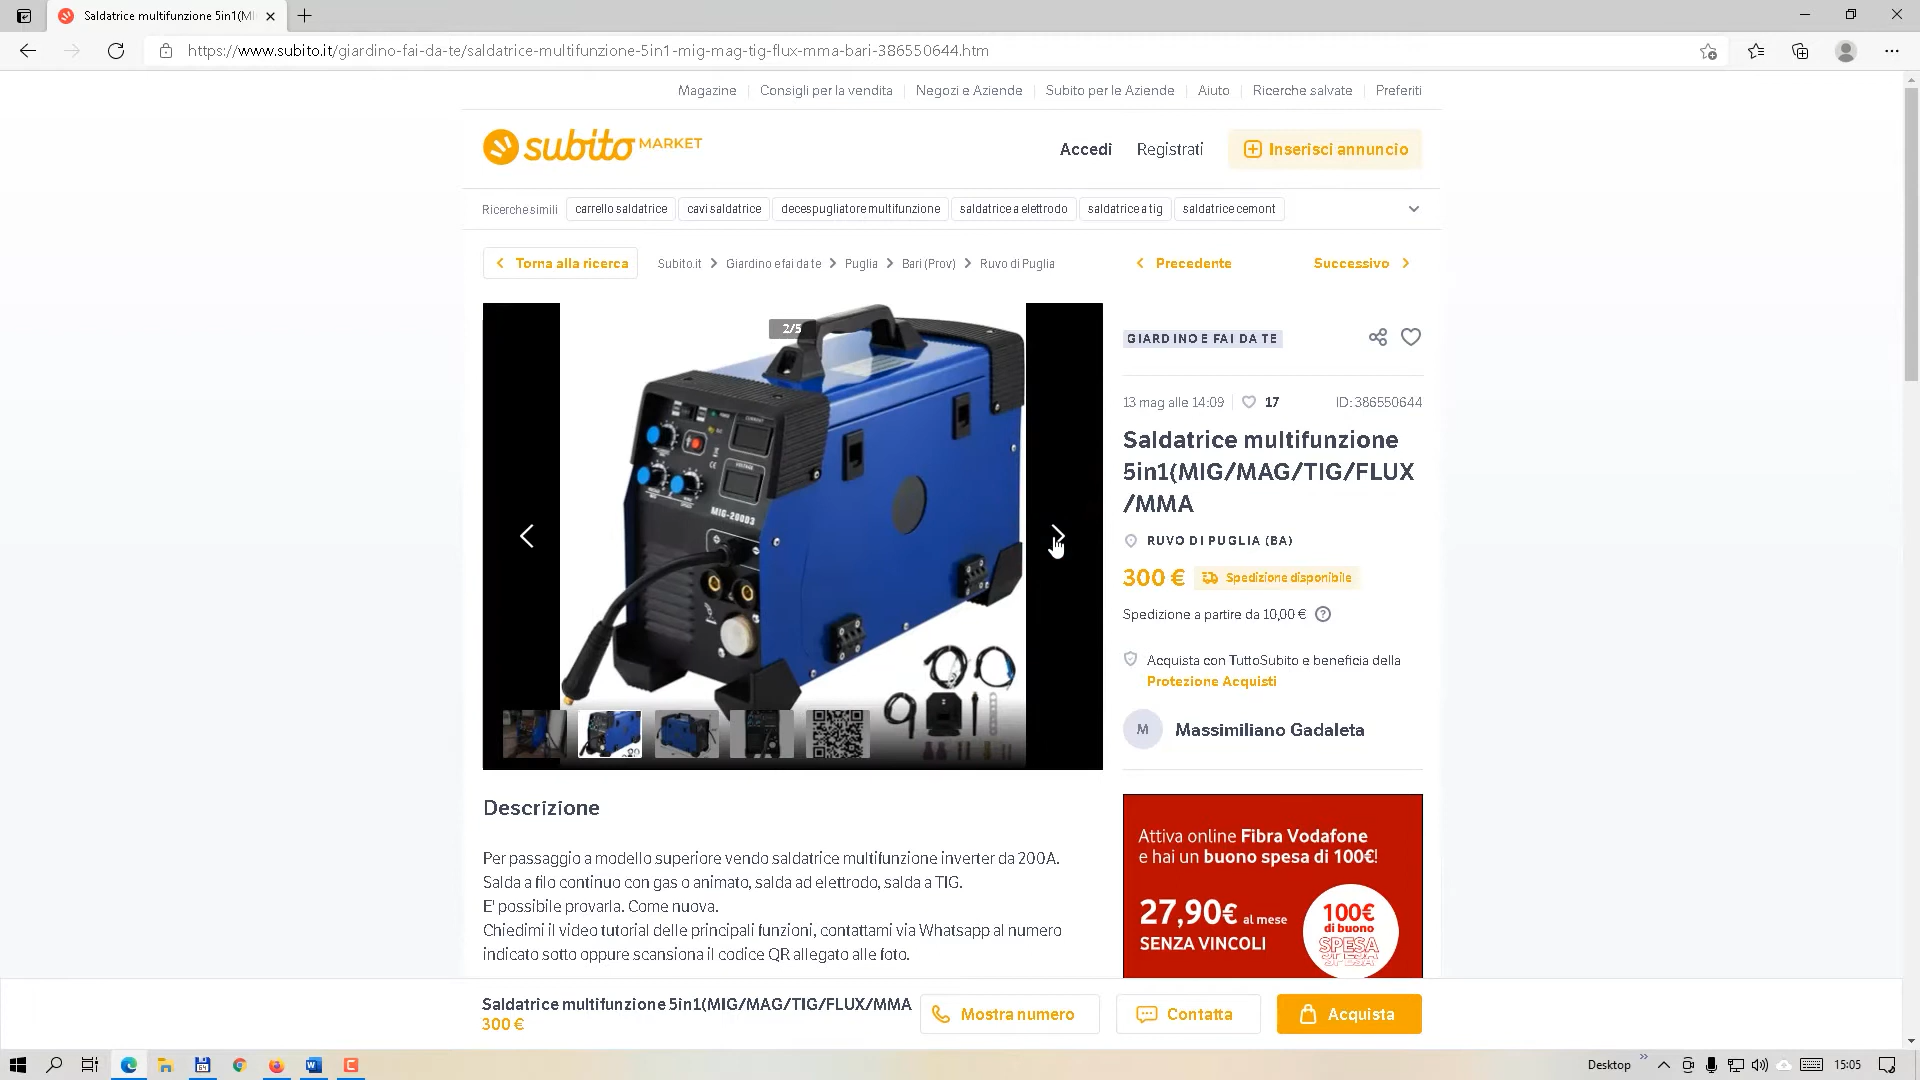 Saldatrice multifunzione 5in1(MI
https://www.subito.it/giardino-fai-da-te/saldatrice-multifunzione-5in1-mig-mag-tig-flux-mma-bari-386550644.htm
Magazine
Consigli per la vendita
Negozi e Aziende
Subito per le Aziende
Aiuto
Ricerche salvate
Preferiti
subito MARKET
Accedi
Registrati
Inserisci annuncio
Ricerche simili
carrello saldatrice
cavi saldatrice
decespugliatore multifunzione
saldatrice a elettrodo
saldatrice a tig
saldatrice cemont
Torna alla ricerca
Subito.it
Giardino e fai da te
Puglia
Bari (Prov)
Ruvo di Puglia
Precedente
Successivo
2/5
CURRENT
VOLTAGE
MIG-200D3
GIARDINO E FAI DA TE
13 mag alle 14:09
17
ID: 386550644
Saldatrice multifunzione
5in1(MIG/MAG/TIG/FLUX
/MMA
RUVO DI PUGLIA (BA)
300 €
Spedizione disponibile
Spedizione a partire da 10,00 €
Acquista con TuttoSubito e beneficia della
Protezione Acquisti
M
Massimiliano Gadaleta
Descrizione
Per passaggio a modello superiore vendo saldatrice multifunzione inverter da 200A.
Salda a filo continuo con gas o animato, salda ad elettrodo, salda a TIG.
E' possibile provarla. Come nuova.
Chiedimi il video tutorial delle principali funzioni, contattami via Whatsapp al numero
indicato sotto oppure scansiona il codice QR allegato alle foto.
Attiva online Fibra Vodafone
e hai un buono spesa di 100€!
27,90€ al mese
SENZA VINCOLI
100€
di buono
SPESA
SPESA
Saldatrice multifunzione 5in1(MIG/MAG/TIG/FLUX/MMA
300 €
Mostra numero
Contatta
Acquista
Desktop
15:05